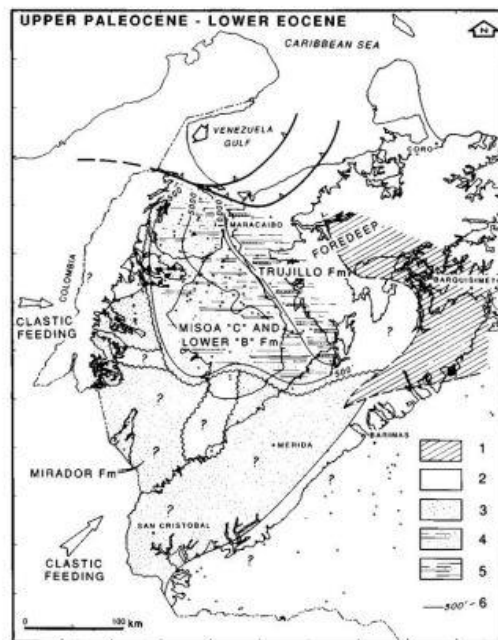 UPPER PALEOCENE - LOWER EOCENE
N
CARIBBEAN SEA
VENEZUELA
GULF
CORO
MARACAIBO
FOREDEEP
TRUJILLO Fm
BARQUISIMETO
COLOMBIA
?
CLASTIC
FEEDING
MISOA "C" AND
LOWER "B" Fm
500'
5000
?
?
?
?
?
?
MERIDA
BARINAS
MIRADOR Fm
?
?
SAN CRISTOBAL
?
CLASTIC
FEEDING
1
2
3
4
5
500' 6
0 100
km